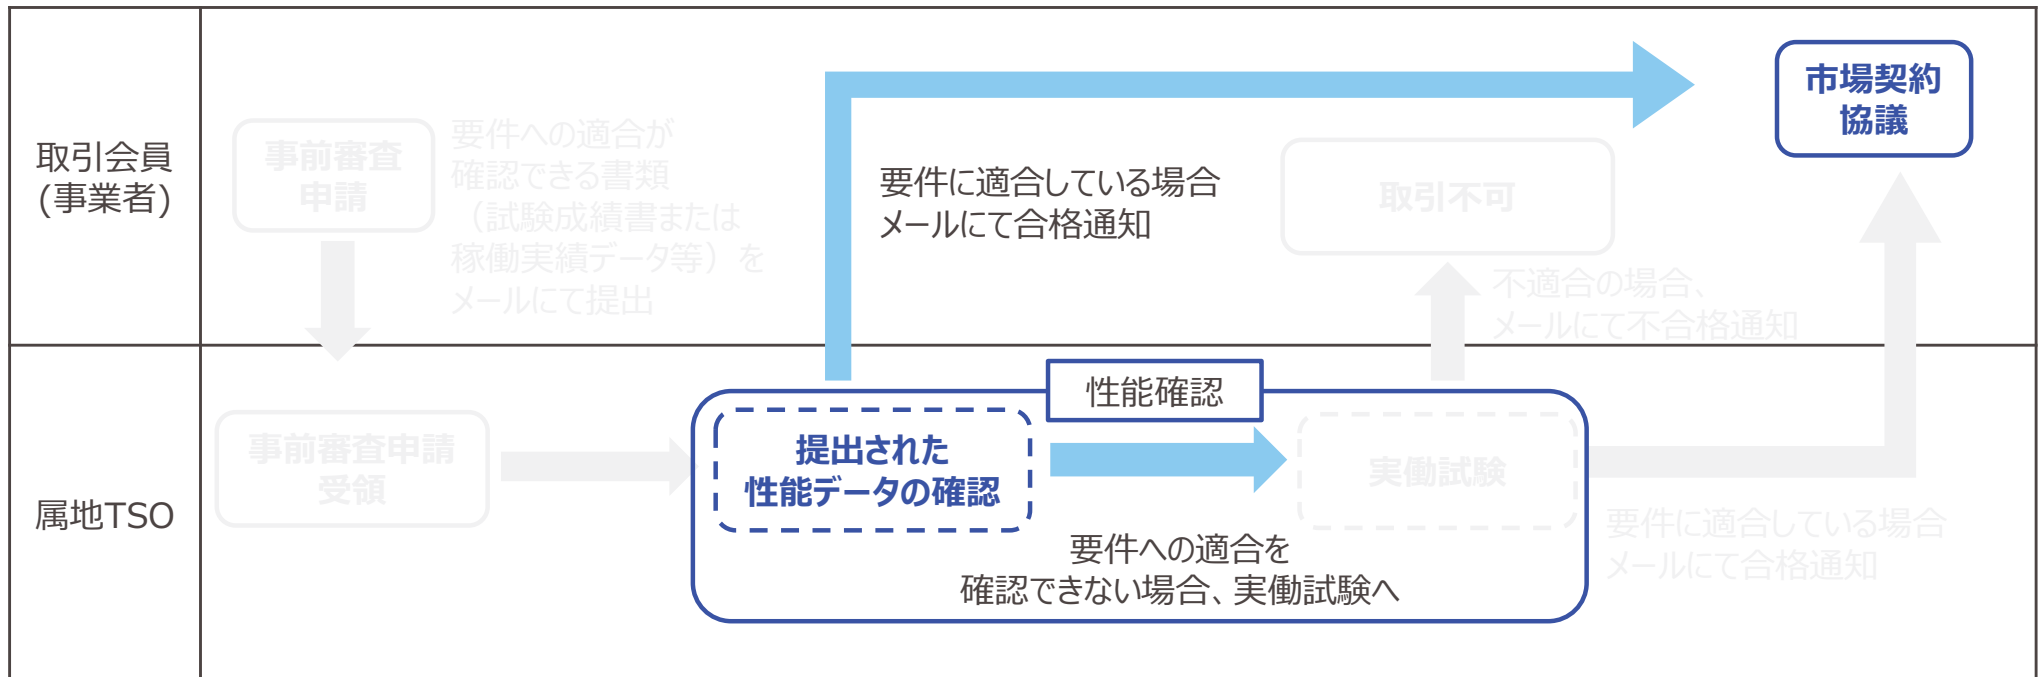 取引会員
(事業者)
事前審査
申請
要件への適合が
確認できる書類
（試験成績書または
稼働実績データ等）を
メールにて提出
要件に適合している場合
メールにて合格通知
取引不可
不適合の場合、
メールにて不合格通知
市場契約
協議
属地TSO
事前審査申請
受領
性能確認
提出された
性能データの確認
要件への適合を
確認できない場合、実働試験へ
実働試験
要件に適合している場合
メールにて合格通知